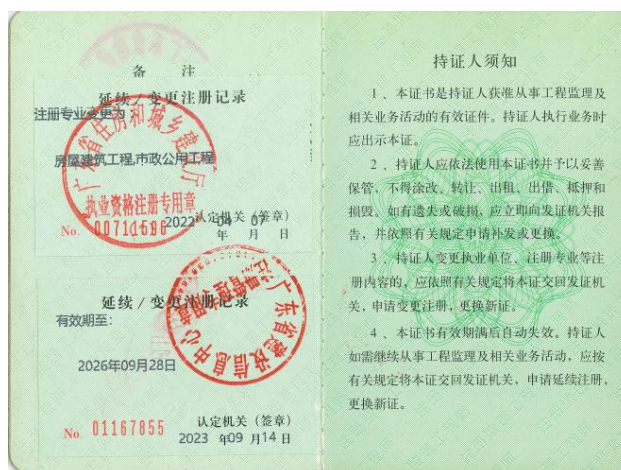 备 注
延续／变更注册记录
注册专业变更为
房屋建筑工程,市政公用工程
广东省住房和城乡建设厅
执业资格注册专用章
认定机关（签章）
No. 00711596 2022年 04 月 07 日
延续／变更注册记录
有效期至：
2026年09月28日
认定机关（签章）
No. 01167855 2023 年09 月14 日
持证人须知
1 、本证书是持证人获准从事工程监理及
相关业务活动的有效证件。持证人执行业务时
应出示本证。
2 、持证人应依法使用本证书并予以妥善
保管，不得涂改、转让、出租、出借、抵押和
损毁。如有遗失或破损，应立即向发证机关报
告，并依照有关规定申请补发或更换。
3 、持证人变更执业单位、注册专业等注
册内容的，应依照有关规定将本证交回发证机
关，申请变更注册，更换新证。
4 、本证书有效期满后自动失效。持证人
如需继续从事工程监理及相关业务活动，应按
有关规定将本证交回发证机关，申请延续注册，
更换新证。